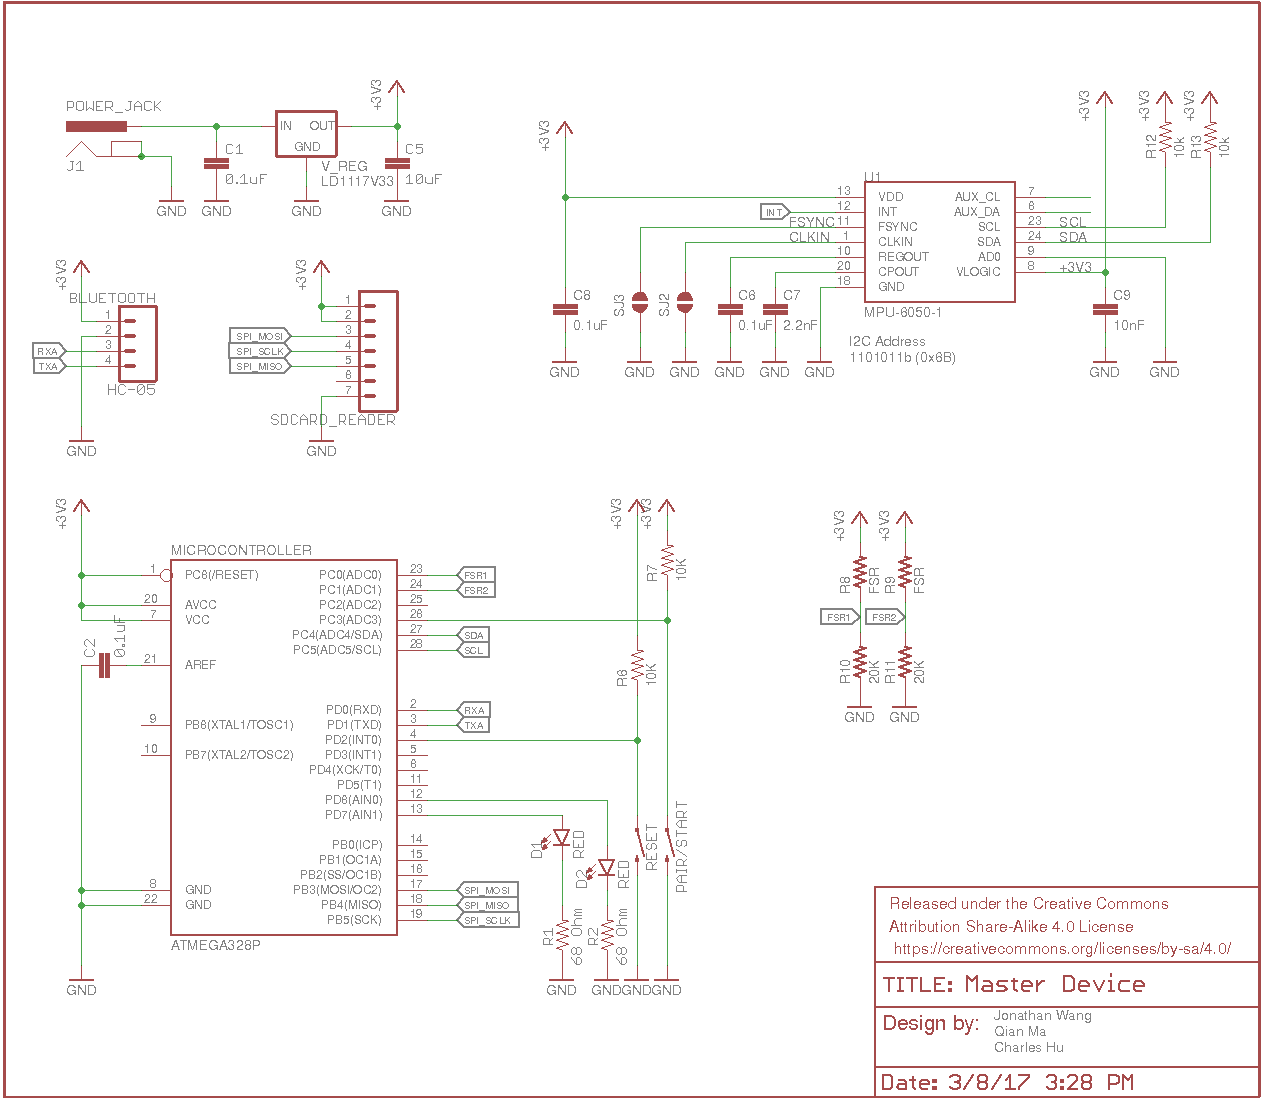 POWER_JACK
J1
GND
C1
0.1uF
GND
IN OUT
GND
V_REG
LD1117V33
GND
+3V3
C5
10uF
GND
+3V3
BLUETOOTH
1
2
3
4
RXA
TXA
HC-05
GND
+3V3
1
2
3
4
5
6
7
SPI_MOSI
SPI_SCLK
SPI_MISO
SDCARD_READER
GND
+3V3
C8
0.1uF
GND
INT
FSYNC
CLKIN
SJ3
GND
SJ2
GND
C6
0.1uF
GND
C7
2.2nF
GND
GND
U1
13 VDD
12 INT
11 FSYNC
1 CLKIN
10 REGOUT
20 CPOUT
18 GND
AUX_CL 7
AUX_DA 6
SCL 23
SDA 24
AD0 9
VLOGIC 8
MPU-6050-1
I2C Address
1101011b (0x6B)
SCL
SDA
+3V3
+3V3
+3V3
+3V3
R12
10k
R13
10k
C9
10nF
GND
GND
+3V3
MICROCONTROLLER
1 PC6(/RESET)
20 AVCC
7 VCC
21 AREF
9 PB6(XTAL1/TOSC1)
10 PB7(XTAL2/TOSC2)
8 GND
22 GND
C2
0.1uF
GND
PC0(ADC0) 23 FSR1
PC1(ADC1) 24 FSR2
PC2(ADC2) 25
PC3(ADC3) 26
PC4(ADC4/SDA) 27 SDA
PC5(ADC5/SCL) 28 SCL
PD0(RXD) 2 RXA
PD1(TXD) 3 TXA
PD2(INT0) 4
PD3(INT1) 5
PD4(XCK/T0) 6
PD5(T1) 11
PD6(AIN0) 12
PD7(AIN1) 13
PB0(ICP) 14
PB1(OC1A) 15
PB2(SS/OC1B) 16
PB3(MOSI/OC2) 17 SPI_MOSI
PB4(MISO) 18 SPI_MISO
PB5(SCK) 19 SPI_SCLK
ATMEGA328P
+3V3
+3V3
R7
10K
R6
10K
D1
RED
D2
RED
RESET
PAIR/START
R1
68 Ohm
R2
68 Ohm
GND
GND
GND
GND
+3V3
+3V3
R8
FSR
R9
FSR
FSR1
FSR2
R10
20K
R11
20K
GND
GND
Released under the Creative Commons
Attribution Share-Alike 4.0 License
https://creativecommons.org/licenses/by-sa/4.0/
TITLE: Master Device
Design by:
Jonathan Wang
Qian Ma
Charles Hu
Date: 3/8/17 3:28 PM